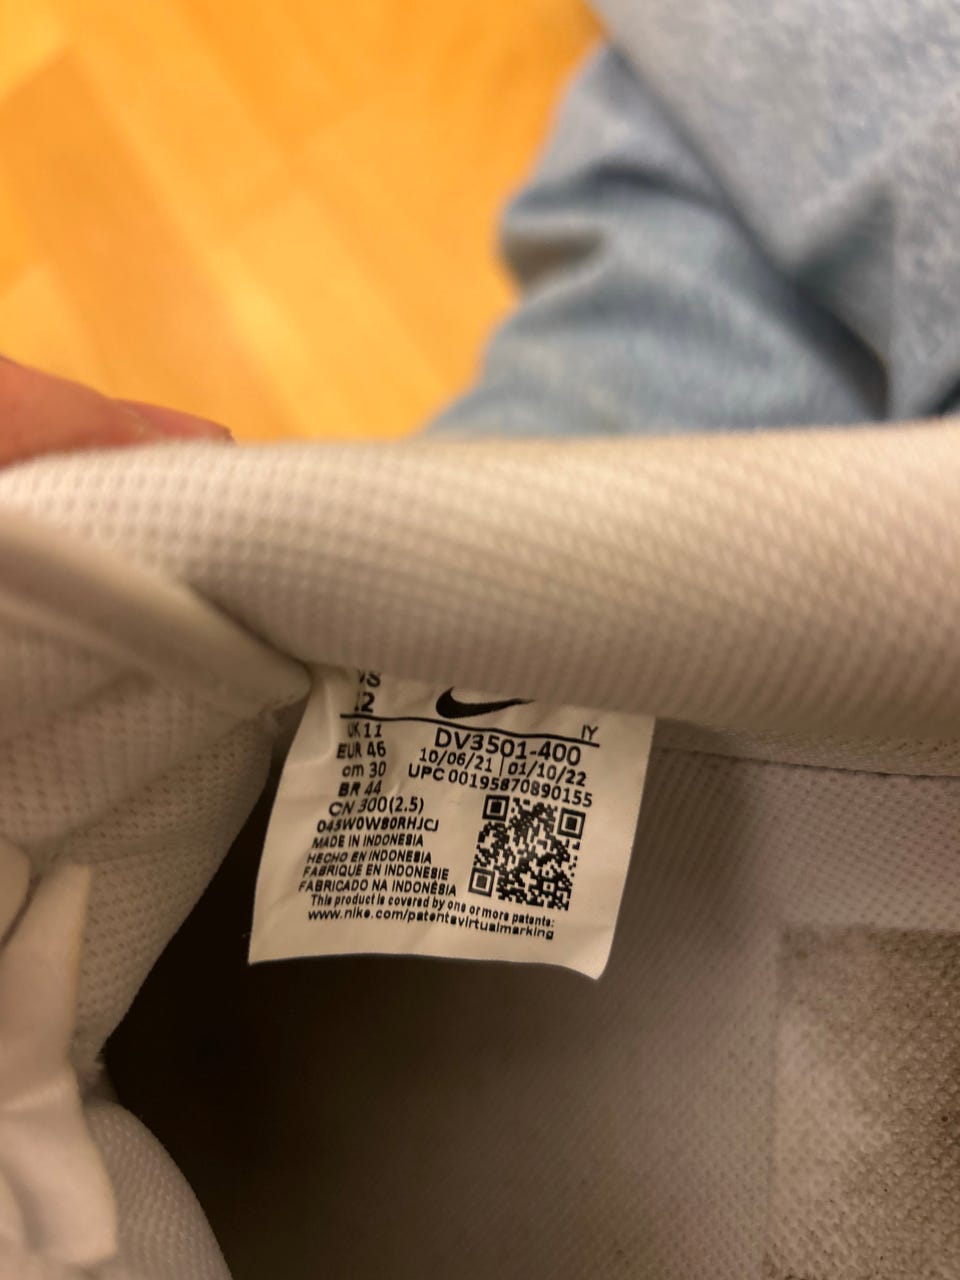 IY
UK 11
EUR 46
cm 30
BR 44
CN 300(2.5)
DV3501-400
10/06/21 | 01/10/22
UPC 00195870890155
045W0W80RHJCJ
MADE IN INDONESIA
HECHO EN INDONESIA
FABRIQUE EN INDONESIE
FABRICADO NA INDONÉSIA
This product is covered by one or more patents:
www.nike.com/patentsvirtualmarking